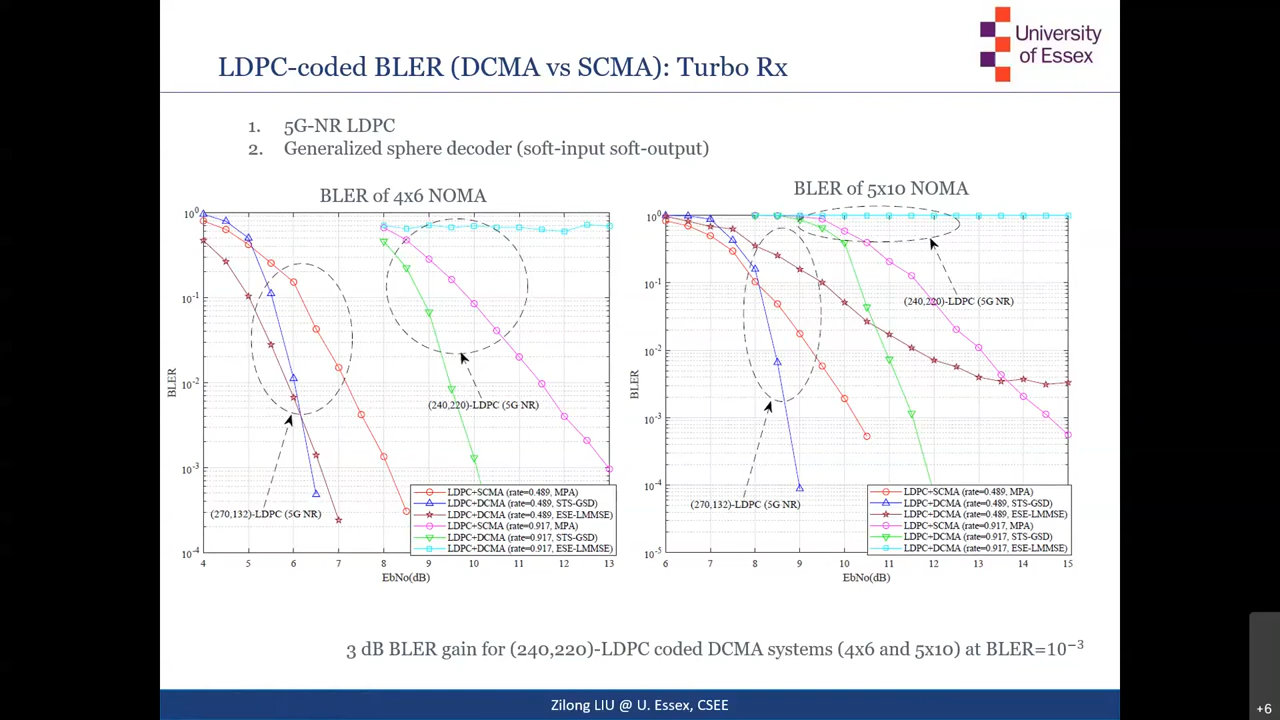 University
of Essex
LDPC-coded BLER (DCMA vs SCMA): Turbo Rx
1. 5G-NR LDPC
2. Generalized sphere decoder (soft-input soft-output)
BLER of 4x6 NOMA
10⁰
10⁻¹
10⁻²
10⁻³
10⁻⁴
BLER
(240,220)-LDPC (5G NR)
(270,132)-LDPC (5G NR)
LDPC+SCMA (rate=0.489, MPA)
LDPC+DCMA (rate=0.489, STS-GSD)
LDPC+DCMA (rate=0.489, ESE-LMMSE)
LDPC+SCMA (rate=0.917, MPA)
LDPC+DCMA (rate=0.917, STS-GSD)
LDPC+DCMA (rate=0.917, ESE-LMMSE)
4 5 6 7 8 9 10 11 12 13
EbNo(dB)
BLER of 5x10 NOMA
10⁰
10⁻¹
10⁻²
10⁻³
10⁻⁴
10⁻⁵
BLER
(240,220)-LDPC (5G NR)
(270,132)-LDPC (5G NR)
LDPC+SCMA (rate=0.489, MPA)
LDPC+DCMA (rate=0.489, STS-GSD)
LDPC+DCMA (rate=0.489, ESE-LMMSE)
LDPC+SCMA (rate=0.917, MPA)
LDPC+DCMA (rate=0.917, STS-GSD)
LDPC+DCMA (rate=0.917, ESE-LMMSE)
6 7 8 9 10 11 12 13 14 15
EbNo(dB)
3 dB BLER gain for (240,220)-LDPC coded DCMA systems (4x6 and 5x10) at BLER=10⁻³
Zilong LIU @ U. Essex, CSEE
+6